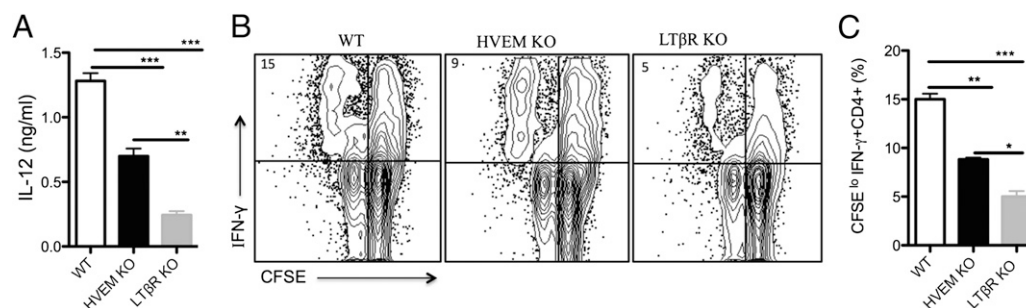 A
IL-12 (ng/ml)
1.5
1.0
0.5
0.0
***
***
**
WT
HVEM KO
LTβR KO
B
WT
HVEM KO
LTβR KO
15
9
5
IFN-γ
CFSE
C
CFSE lo IFN-γ+CD4+ (%)
20
15
10
5
0
***
**
*
WT
HVEM KO
LTβR KO